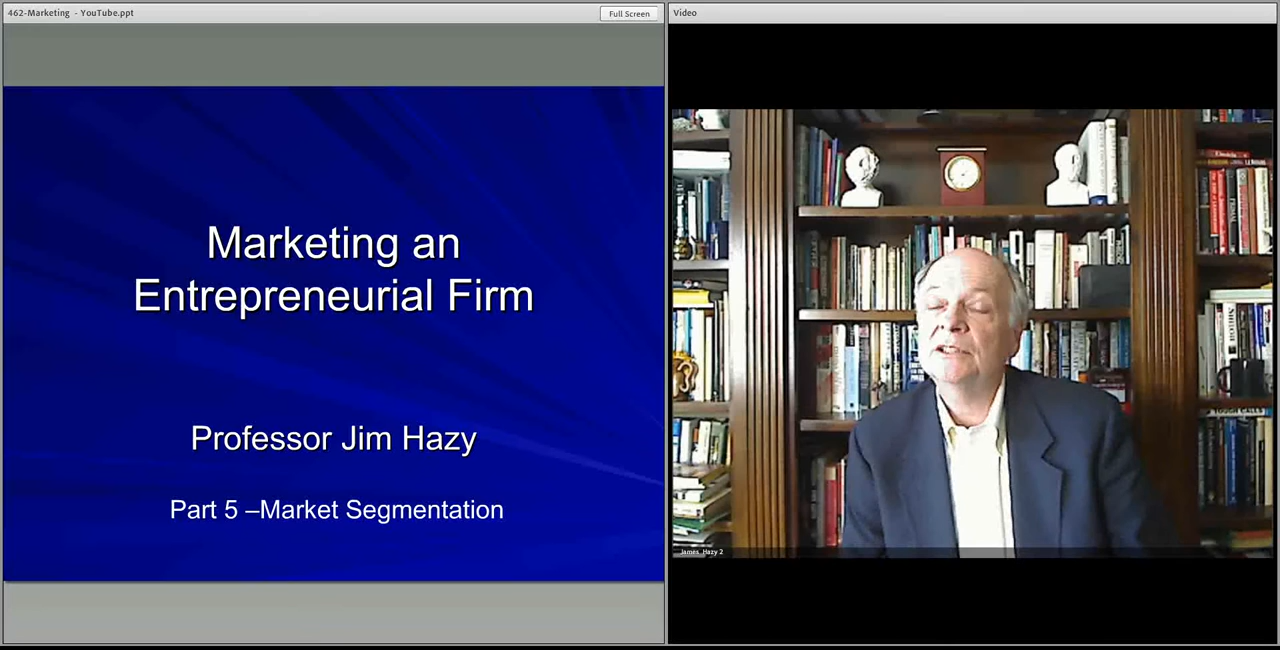 462-Marketing - YouTube.ppt
Full Screen
Video
Marketing an
Entrepreneurial Firm
Professor Jim Hazy
Part 5 –Market Segmentation
James Hazy 2